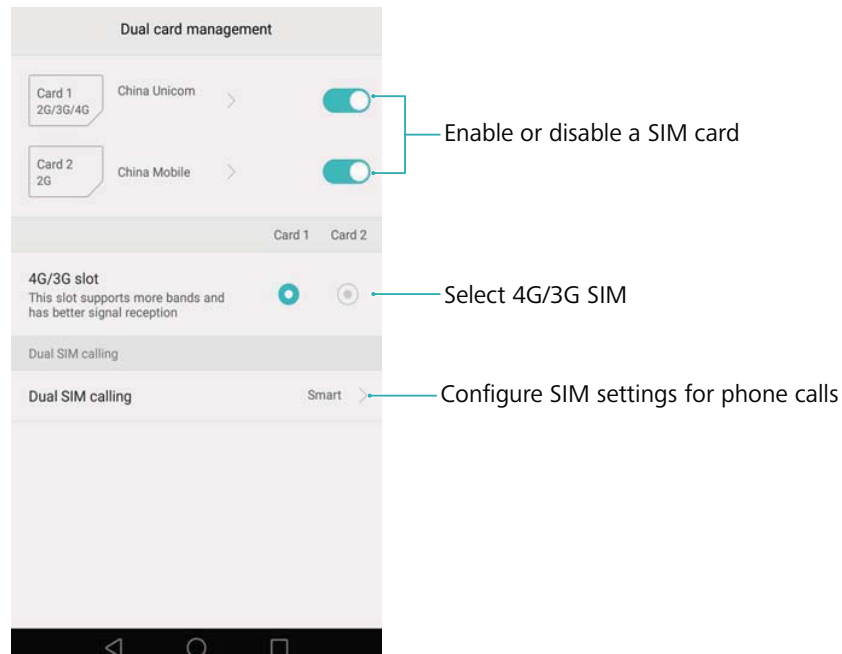 Dual card management
Card 1
2G/3G/4G
China Unicom
Card 2
2G
China Mobile
Enable or disable a SIM card
Card 1 Card 2
4G/3G slot
This slot supports more bands and
has better signal reception
Select 4G/3G SIM
Dual SIM calling
Dual SIM calling
Smart
Configure SIM settings for phone calls